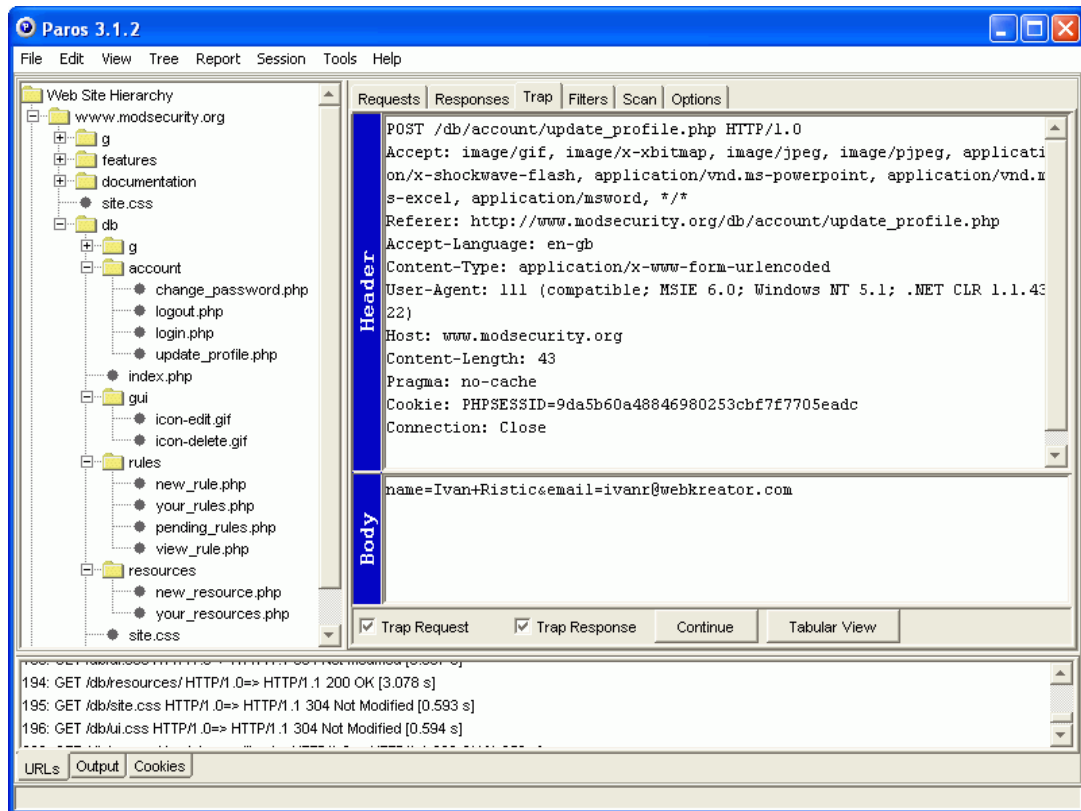 Paros 3.1.2
File Edit View Tree Report Session Tools Help
Web Site Hierarchy
www.modsecurity.org
g
features
documentation
site.css
db
g
account
change_password.php
logout.php
login.php
update_profile.php
index.php
gui
icon-edit.gif
icon-delete.gif
rules
new_rule.php
your_rules.php
pending_rules.php
view_rule.php
resources
new_resource.php
your_resources.php
site.css
Requests Responses Trap Filters Scan Options
Header
POST /db/account/update_profile.php HTTP/1.0
Accept: image/gif, image/x-xbitmap, image/jpeg, image/pjpeg, applicati
on/x-shockwave-flash, application/vnd.ms-powerpoint, application/vnd.m
s-excel, application/msword, */*
Referer: http://www.modsecurity.org/db/account/update_profile.php
Accept-Language: en-gb
Content-Type: application/x-www-form-urlencoded
User-Agent: 111 (compatible; MSIE 6.0; Windows NT 5.1; .NET CLR 1.1.43
22)
Host: www.modsecurity.org
Content-Length: 43
Pragma: no-cache
Cookie: PHPSESSID=9da5b60a48846980253cbf7f7705eadc
Connection: Close
Body
name=Ivan+Ristic&email=ivanr@webkreator.com
Trap Request Trap Response Continue Tabular View
194: GET /db/resources/ HTTP/1.0=> HTTP/1.1 200 OK [3.078 s]
195: GET /db/site.css HTTP/1.0=> HTTP/1.1 304 Not Modified [0.593 s]
196: GET /db/ui.css HTTP/1.0=> HTTP/1.1 304 Not Modified [0.594 s]
URLs Output Cookies